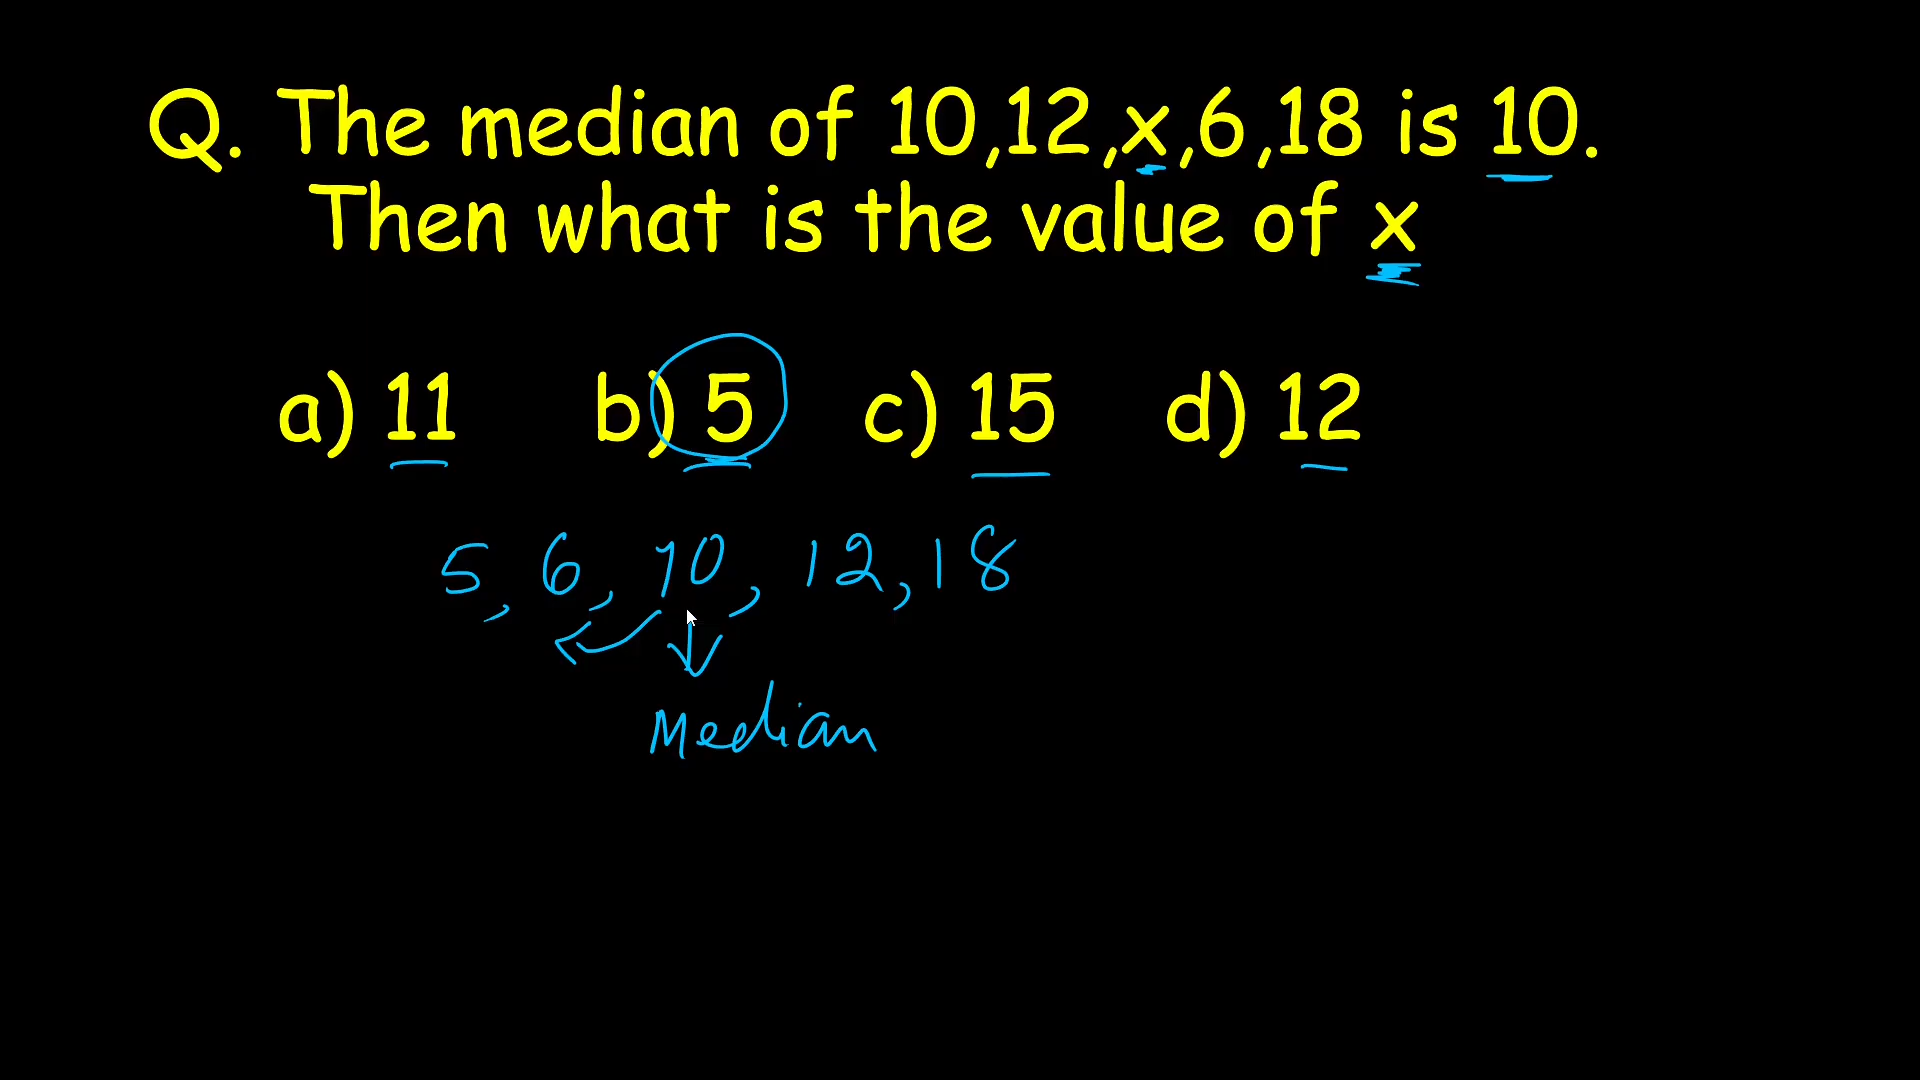 Q. The median of 10,12,x,6,18 is 10.
Then what is the value of x
a) 11 b) 5 c) 15 d) 12
5, 6, 10, 12, 18
Median